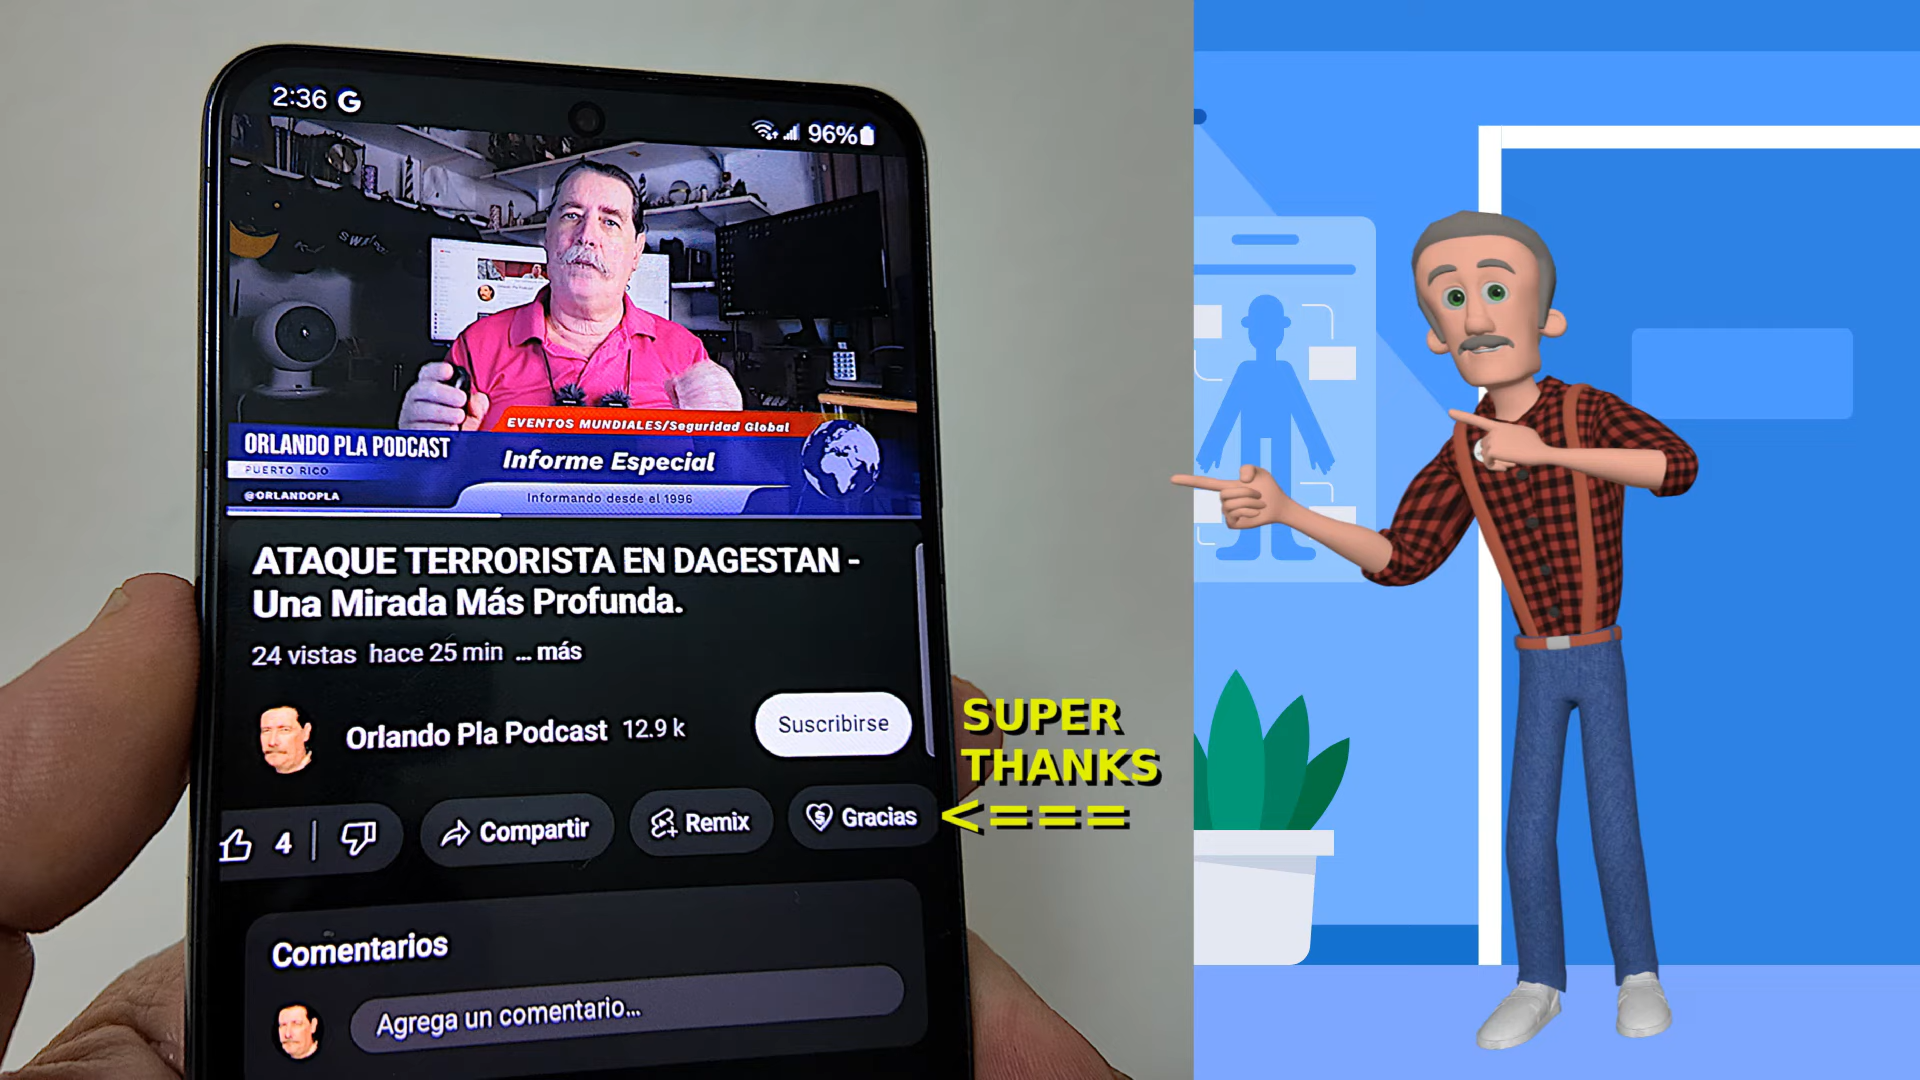 2:36 G
96%
EVENTOS MUNDIALES/Seguridad Global
ORLANDO PLA PODCAST
Informe Especial
PUERTO RICO
@ORLANDOPLA
Informando desde el 1996
ATAQUE TERRORISTA EN DAGESTAN -
Una Mirada Más Profunda.
24 vistas hace 25 min ... más
Orlando Pla Podcast 12.9 k
Suscribirse
SUPER
THANKS
<===
4
Compartir
Remix
$ Gracias
Comentarios
Agrega un comentario...